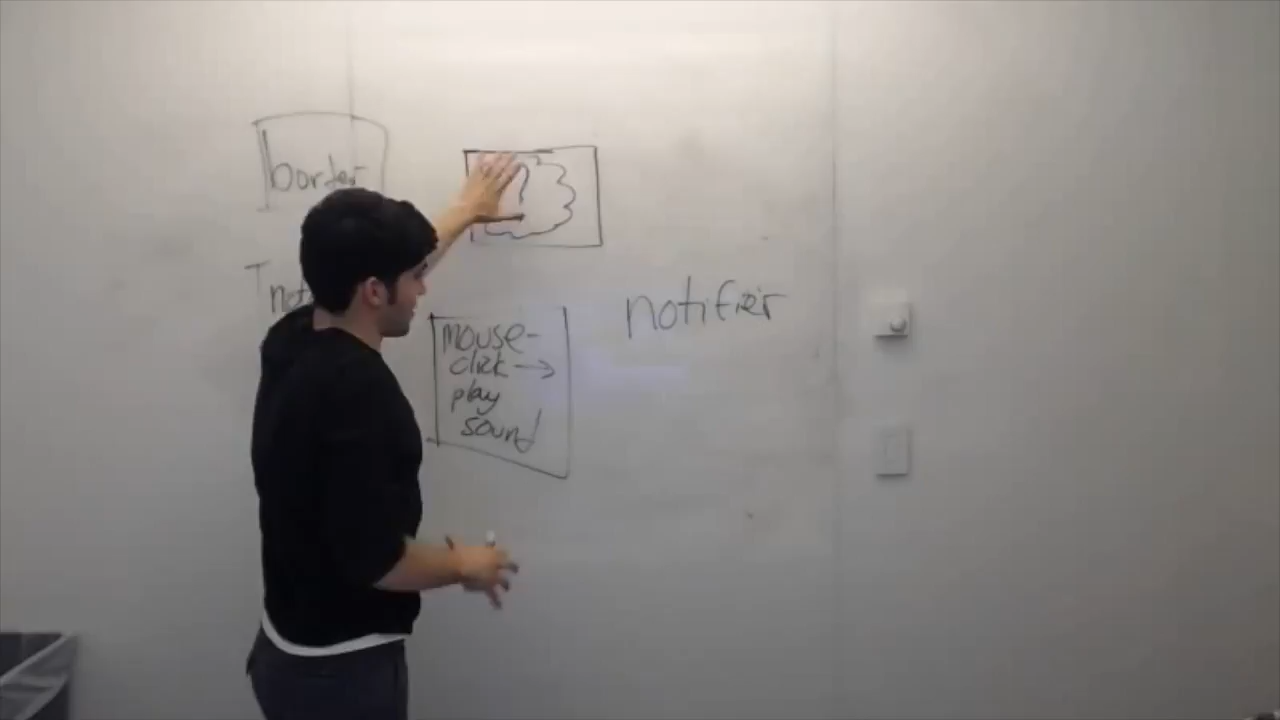 border
?
mouse-
click →
play
sound
notifier